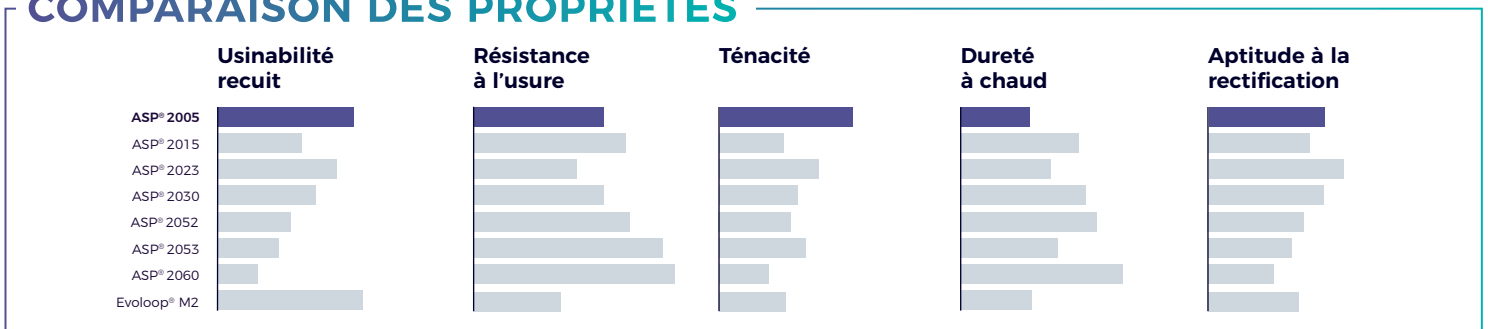 COMPARAISON DES PROPRIÉTÉS
Usinabilité
recuit
Résistance
à l’usure
Ténacité
Dureté
à chaud
Aptitude à la
rectification
ASP® 2005
ASP® 2015
ASP® 2023
ASP® 2030
ASP® 2052
ASP® 2053
ASP® 2060
Evoloop® M2